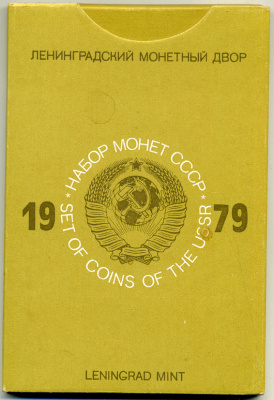 ЛЕНИНГРАДСКИЙ МОНЕТНЫЙ ДВОР
* НАБОР МОНЕТ СССР *
19 79
SET OF COINS OF THE USSR
LENINGRAD MINT